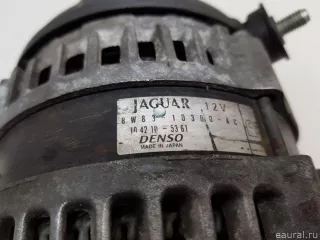 JAGUAR 12V
8W83-10300-AC
104210-5361
DENSO
MADE IN JAPAN
© eaural.ru